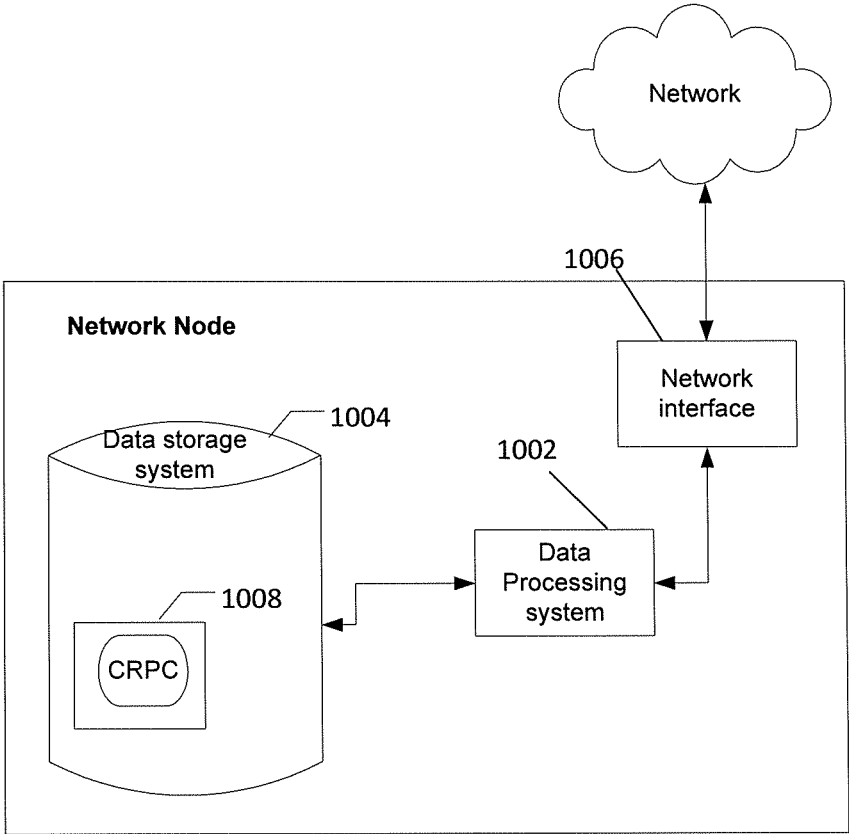 Network
1006
Network Node
Network
interface
1004
Data storage
system
1002
Data
Processing
system
1008
CRPC